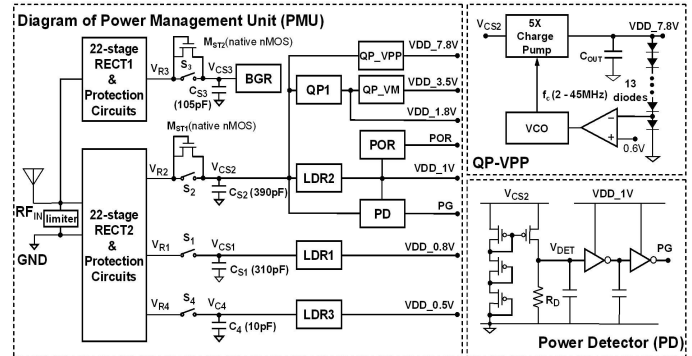 Diagram of Power Management Unit (PMU)
22-stage
RECT1
&
Protection
Circuits
MST2(native nMOS)
VR3
S3
VCS3
CS3
(105pF)
BGR
QP_VPP
VDD_7.8V
QP1
QP_VM
VDD_3.5V
VDD_1.8V
MST1(native nMOS)
VR2
S2
VCS2
CS2 (390pF)
LDR2
POR
POR
VDD_1V
PD
PG
RFIN
limiter
GND
22-stage
RECT2
&
Protection
Circuits
VR1
S1
VCS1
CS1 (310pF)
LDR1
VDD_0.8V
VR4
S4
VC4
C4 (10pF)
LDR3
VDD_0.5V
VCS2
5X
Charge
Pump
VDD_7.8V
COUT
fc (2 - 45MHz)
13
diodes
VCO
−
+
0.6V
QP-VPP
VCS2
VDD_1V
VDET
PG
RD
Power Detector (PD)